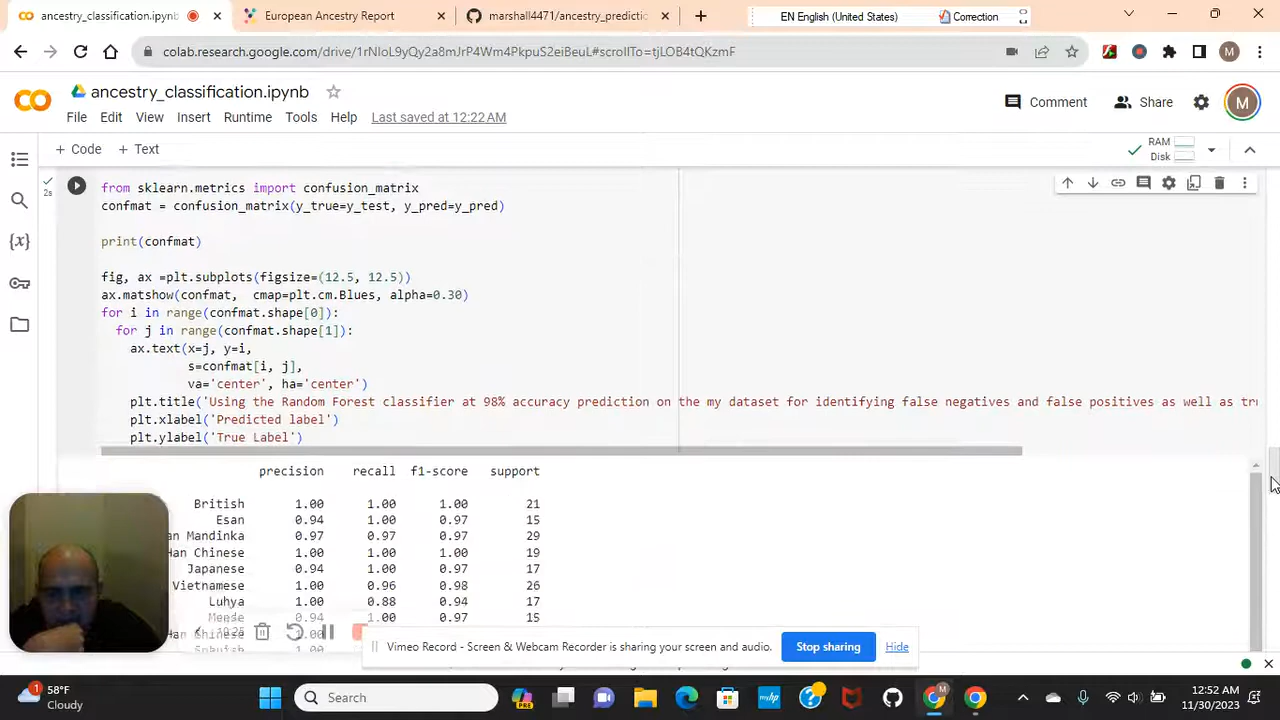 ancestry_classification.ipynb
European Ancestry Report
marshall4471/ancestry_predictic
EN English (United States)
Correction
colab.research.google.com/drive/1rNIoL9yQy2a8mJrP4Wm4PkpuS2eiBeuL#scrollTo=tjLOB4tQKzmF
M
ancestry_classification.ipynb
Comment
Share
M
File Edit View Insert Runtime Tools Help Last saved at 12:22 AM
+ Code + Text
RAM
Disk
2s
from sklearn.metrics import confusion_matrix
confmat = confusion_matrix(y_true=y_test, y_pred=y_pred)
print(confmat)
fig, ax =plt.subplots(figsize=(12.5, 12.5))
ax.matshow(confmat, cmap=plt.cm.Blues, alpha=0.30)
for i in range(confmat.shape[0]):
for j in range(confmat.shape[1]):
ax.text(x=j, y=i,
s=confmat[i, j],
va='center', ha='center')
plt.title('Using the Random Forest classifier at 98% accuracy prediction on the my dataset for identifying false negatives and false positives as well as tru
plt.xlabel('Predicted label')
plt.ylabel('True Label')
precision recall f1-score support
British 1.00 1.00 1.00 21
Esan 0.94 1.00 0.97 15
an Mandinka 0.97 0.97 0.97 29
Han Chinese 1.00 1.00 1.00 19
Japanese 0.94 1.00 0.97 17
Vietnamese 1.00 0.96 0.98 26
Luhya 1.00 0.88 0.94 17
Mende 0.94 1.00 0.97 15
Han Chinese 1.00
Vimeo Record - Screen & Webcam Recorder is sharing your screen and audio.
Stop sharing
Hide
1
58°F
Cloudy
Search
PRE
12:52 AM
11/30/2023